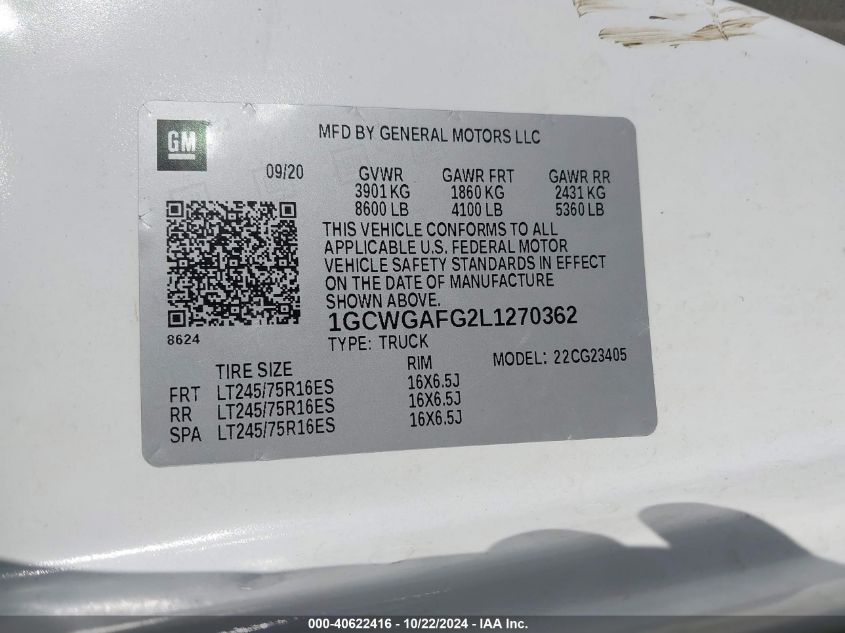 GM
MFD BY GENERAL MOTORS LLC
09/20 GVWR GAWR FRT GAWR RR
3901 KG 1860 KG 2431 KG
8600 LB 4100 LB 5360 LB
THIS VEHICLE CONFORMS TO ALL
APPLICABLE U.S. FEDERAL MOTOR
VEHICLE SAFETY STANDARDS IN EFFECT
ON THE DATE OF MANUFACTURE
SHOWN ABOVE.
1GCWGAFG2L1270362
8624
TYPE: TRUCK
MODEL: 22CG23405
TIRE SIZE RIM
FRT LT245/75R16ES 16X6.5J
RR LT245/75R16ES 16X6.5J
SPA LT245/75R16ES 16X6.5J
000-40622416 - 10/22/2024 - IAA Inc.